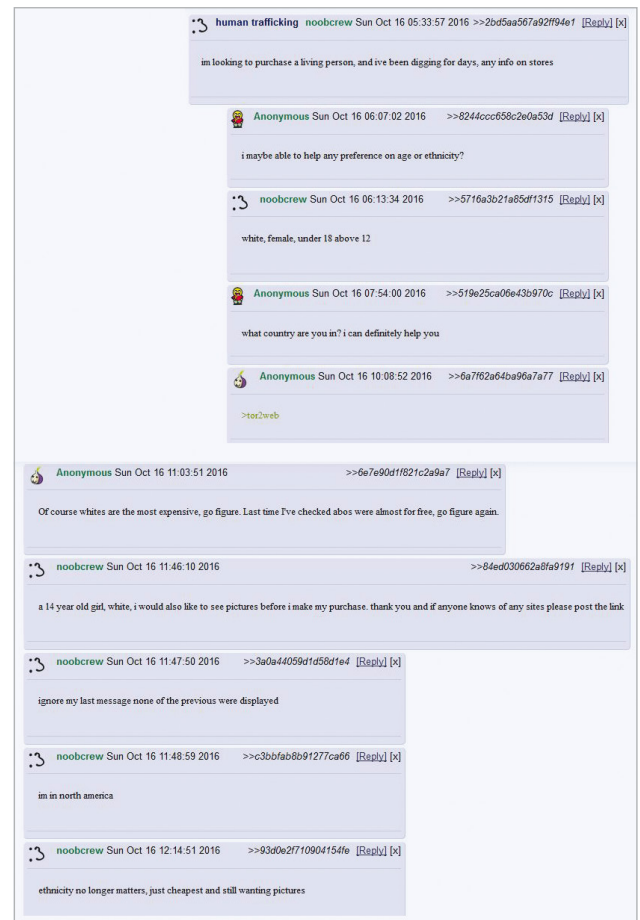 human trafficking noobcrew Sun Oct 16 05:33:57 2016 >>2bd5aa567a92ff94e1 [Reply] [x]
im looking to purchase a living person, and ive been digging for days, any info on stores
Anonymous Sun Oct 16 06:07:02 2016 >>8244ccc658c2e0a53d [Reply] [x]
i maybe able to help any preference on age or ethnicity?
noobcrew Sun Oct 16 06:13:34 2016 >>5716a3b21a85df1315 [Reply] [x]
white, female, under 18 above 12
Anonymous Sun Oct 16 07:54:00 2016 >>519e25ca06e43b970c [Reply] [x]
what country are you in? i can definitely help you
Anonymous Sun Oct 16 10:08:52 2016 >>6a7f62a64ba96a7a77 [Reply] [x]
>tor2web
Anonymous Sun Oct 16 11:03:51 2016 >>6e7e90d1f821c2a9a7 [Reply] [x]
Of course whites are the most expensive, go figure. Last time I've checked abos were almost for free, go figure again.
noobcrew Sun Oct 16 11:46:10 2016 >>84ed030662a8fa9191 [Reply] [x]
a 14 year old girl, white, i would also like to see pictures before i make my purchase. thank you and if anyone knows of any sites please post the link
noobcrew Sun Oct 16 11:47:50 2016 >>3a0a44059d1d58d1e4 [Reply] [x]
ignore my last message none of the previous were displayed
noobcrew Sun Oct 16 11:48:59 2016 >>c3bbfab8b91277ca66 [Reply] [x]
im in north america
noobcrew Sun Oct 16 12:14:51 2016 >>93d0e2f710904154fe [Reply] [x]
ethnicity no longer matters, just cheapest and still wanting pictures